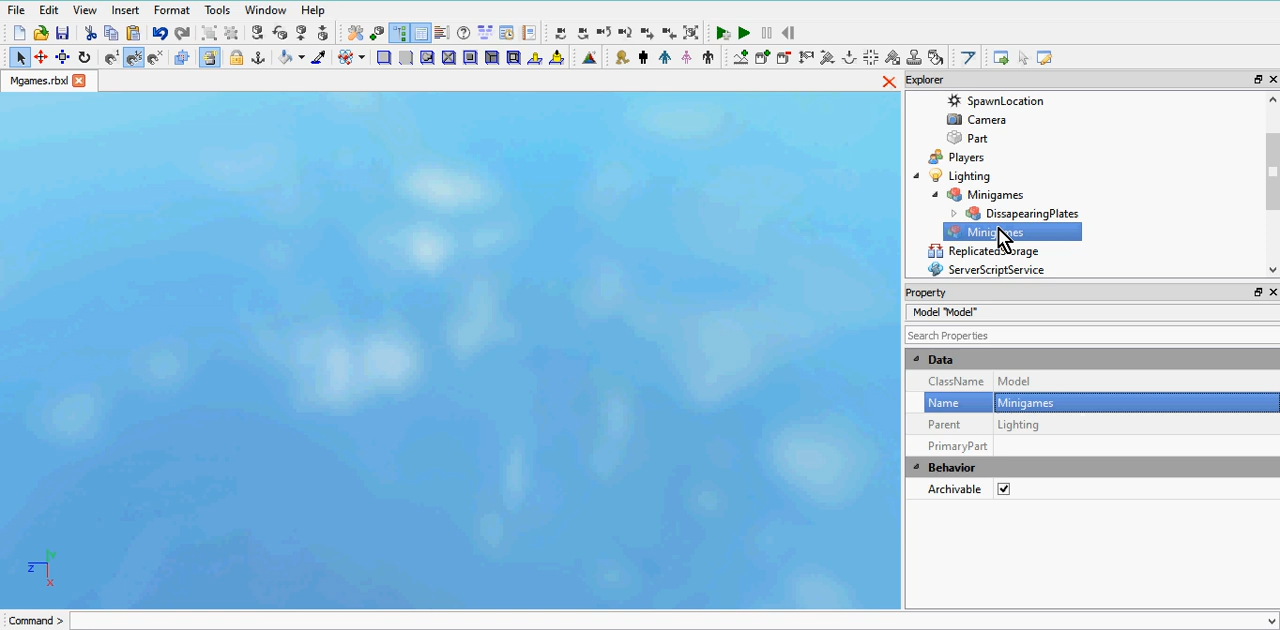 File Edit View Insert Format Tools Window Help
Mgames.rbxl
Explorer
SpawnLocation
Camera
Part
Players
Lighting
Minigames
DissapearingPlates
Minigames
ReplicatedStorage
ServerScriptService
Property
Model "Model"
Search Properties
Data
ClassName Model
Name Minigames
Parent Lighting
PrimaryPart
Behavior
Archivable
Z Y X
Command >